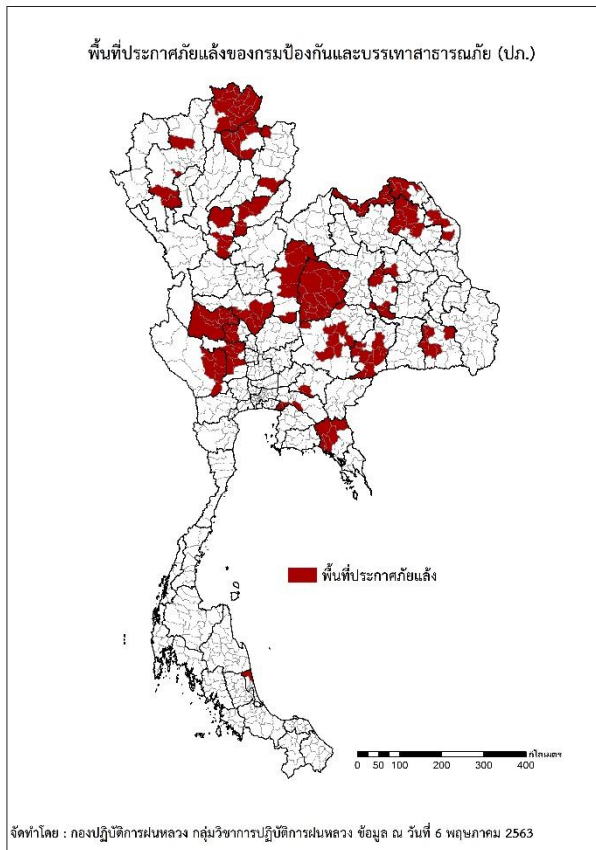 พื้นที่ประกาศภัยแล้งของกรมป้องกันและบรรเทาสาธารณภัย (ปภ.)
พื้นที่ประกาศภัยแล้ง
กิโลเมตร
0 50 100 200 300 400
จัดทำโดย : กองปฏิบัติการฝนหลวง กลุ่มวิชาการปฏิบัติการฝนหลวง ข้อมูล ณ วันที่ 6 พฤษภาคม 2563